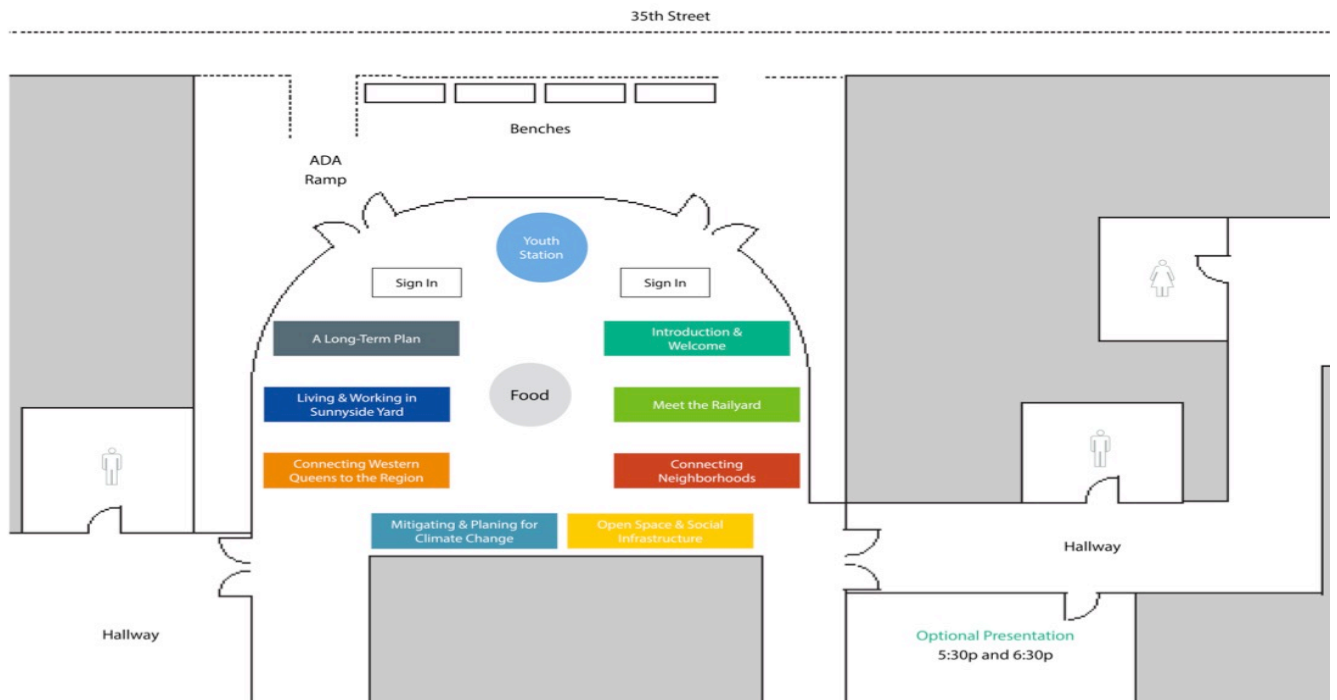 35th Street
Benches
ADA
Ramp
Youth
Station
Sign In
Sign In
A Long-Term Plan
Introduction &
Welcome
Living & Working in
Sunnyside Yard
Food
Meet the Railyard
Connecting Western
Queens to the Region
Connecting
Neighborhoods
Mitigating & Planing for
Climate Change
Open Space & Social
Infrastructure
Hallway
Hallway
Optional Presentation
5:30p and 6:30p